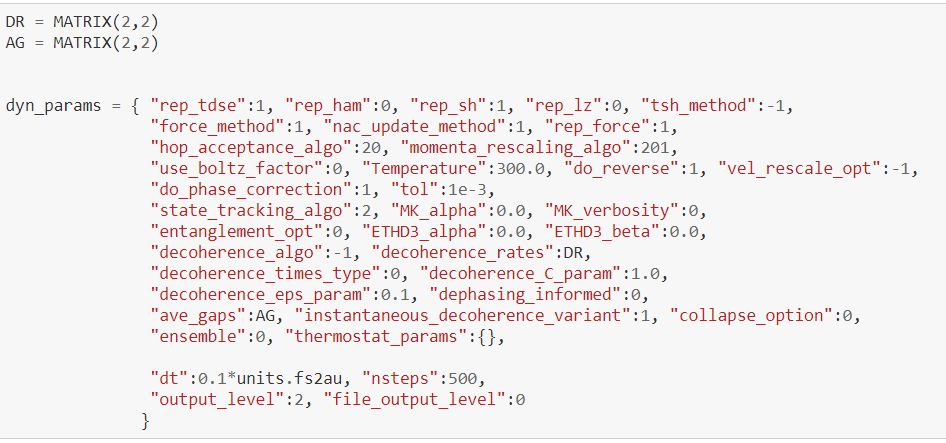 DR = MATRIX(2,2)
AG = MATRIX(2,2)
dyn_params = { "rep_tdse":1, "rep_ham":0, "rep_sh":1, "rep_lz":0, "tsh_method":-1,
"force_method":1, "nac_update_method":1, "rep_force":1,
"hop_acceptance_algo":20, "momenta_rescaling_algo":201,
"use_boltz_factor":0, "Temperature":300.0, "do_reverse":1, "vel_rescale_opt":-1,
"do_phase_correction":1, "tol":1e-3,
"state_tracking_algo":2, "MK_alpha":0.0, "MK_verbosity":0,
"entanglement_opt":0, "ETHD3_alpha":0.0, "ETHD3_beta":0.0,
"decoherence_algo":-1, "decoherence_rates":DR,
"decoherence_times_type":0, "decoherence_C_param":1.0,
"decoherence_eps_param":0.1, "dephasing_informed":0,
"ave_gaps":AG, "instantaneous_decoherence_variant":1, "collapse_option":0,
"ensemble":0, "thermostat_params":{},
"dt":0.1*units.fs2au, "nsteps":500,
"output_level":2, "file_output_level":0
}